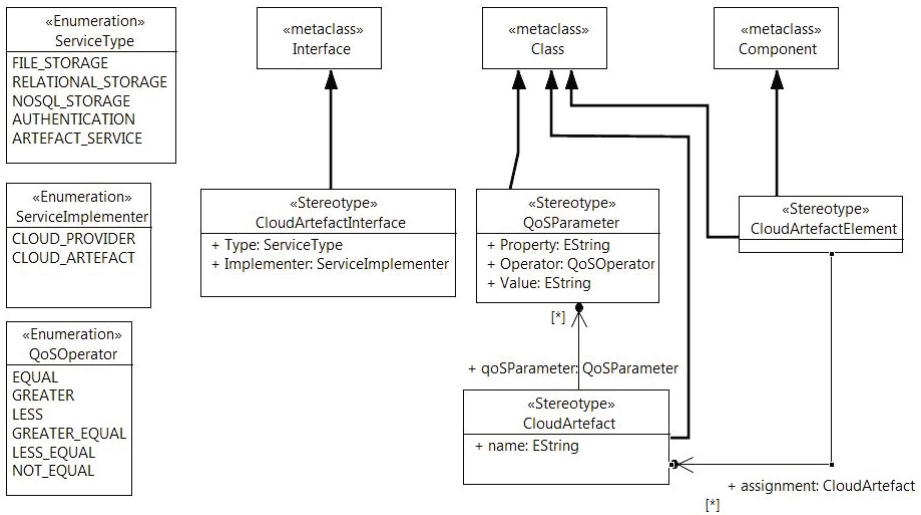 «Enumeration»
ServiceType
FILE_STORAGE
RELATIONAL_STORAGE
NOSQL_STORAGE
AUTHENTICATION
ARTEFACT_SERVICE
«metaclass»
Interface
«metaclass»
Class
«metaclass»
Component
«Enumeration»
ServiceImplementer
CLOUD_PROVIDER
CLOUD_ARTEFACT
«Stereotype»
CloudArtefactInterface
+ Type: ServiceType
+ Implementer: ServiceImplementer
«Stereotype»
QoSParameter
+ Property: EString
+ Operator: QoSOperator
+ Value: EString
«Stereotype»
CloudArtefactElement
«Enumeration»
QoSOperator
EQUAL
GREATER
LESS
GREATER_EQUAL
LESS_EQUAL
NOT_EQUAL
[*]
+ qoSParameter: QoSParameter
«Stereotype»
CloudArtefact
+ name: EString
+ assignment: CloudArtefact
[*]